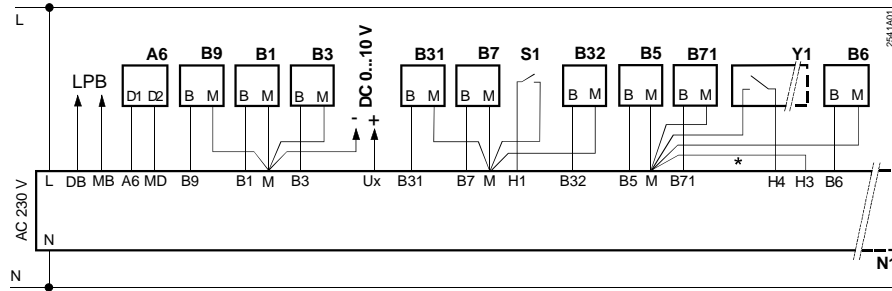 L
2541A01
A6 B9 B1 B3 DC 0...10 V B31 B7 S1 B32 B5 B71 Y1 B6
LPB
D1 D2 B M B M B M - + B M B M B M B M B M B M
*
L DB MB A6 MD B9 B1 M B3 Ux B31 B7 M H1 B32 B5 M B71 H4 H3 B6
AC 230 V
N
N1
N